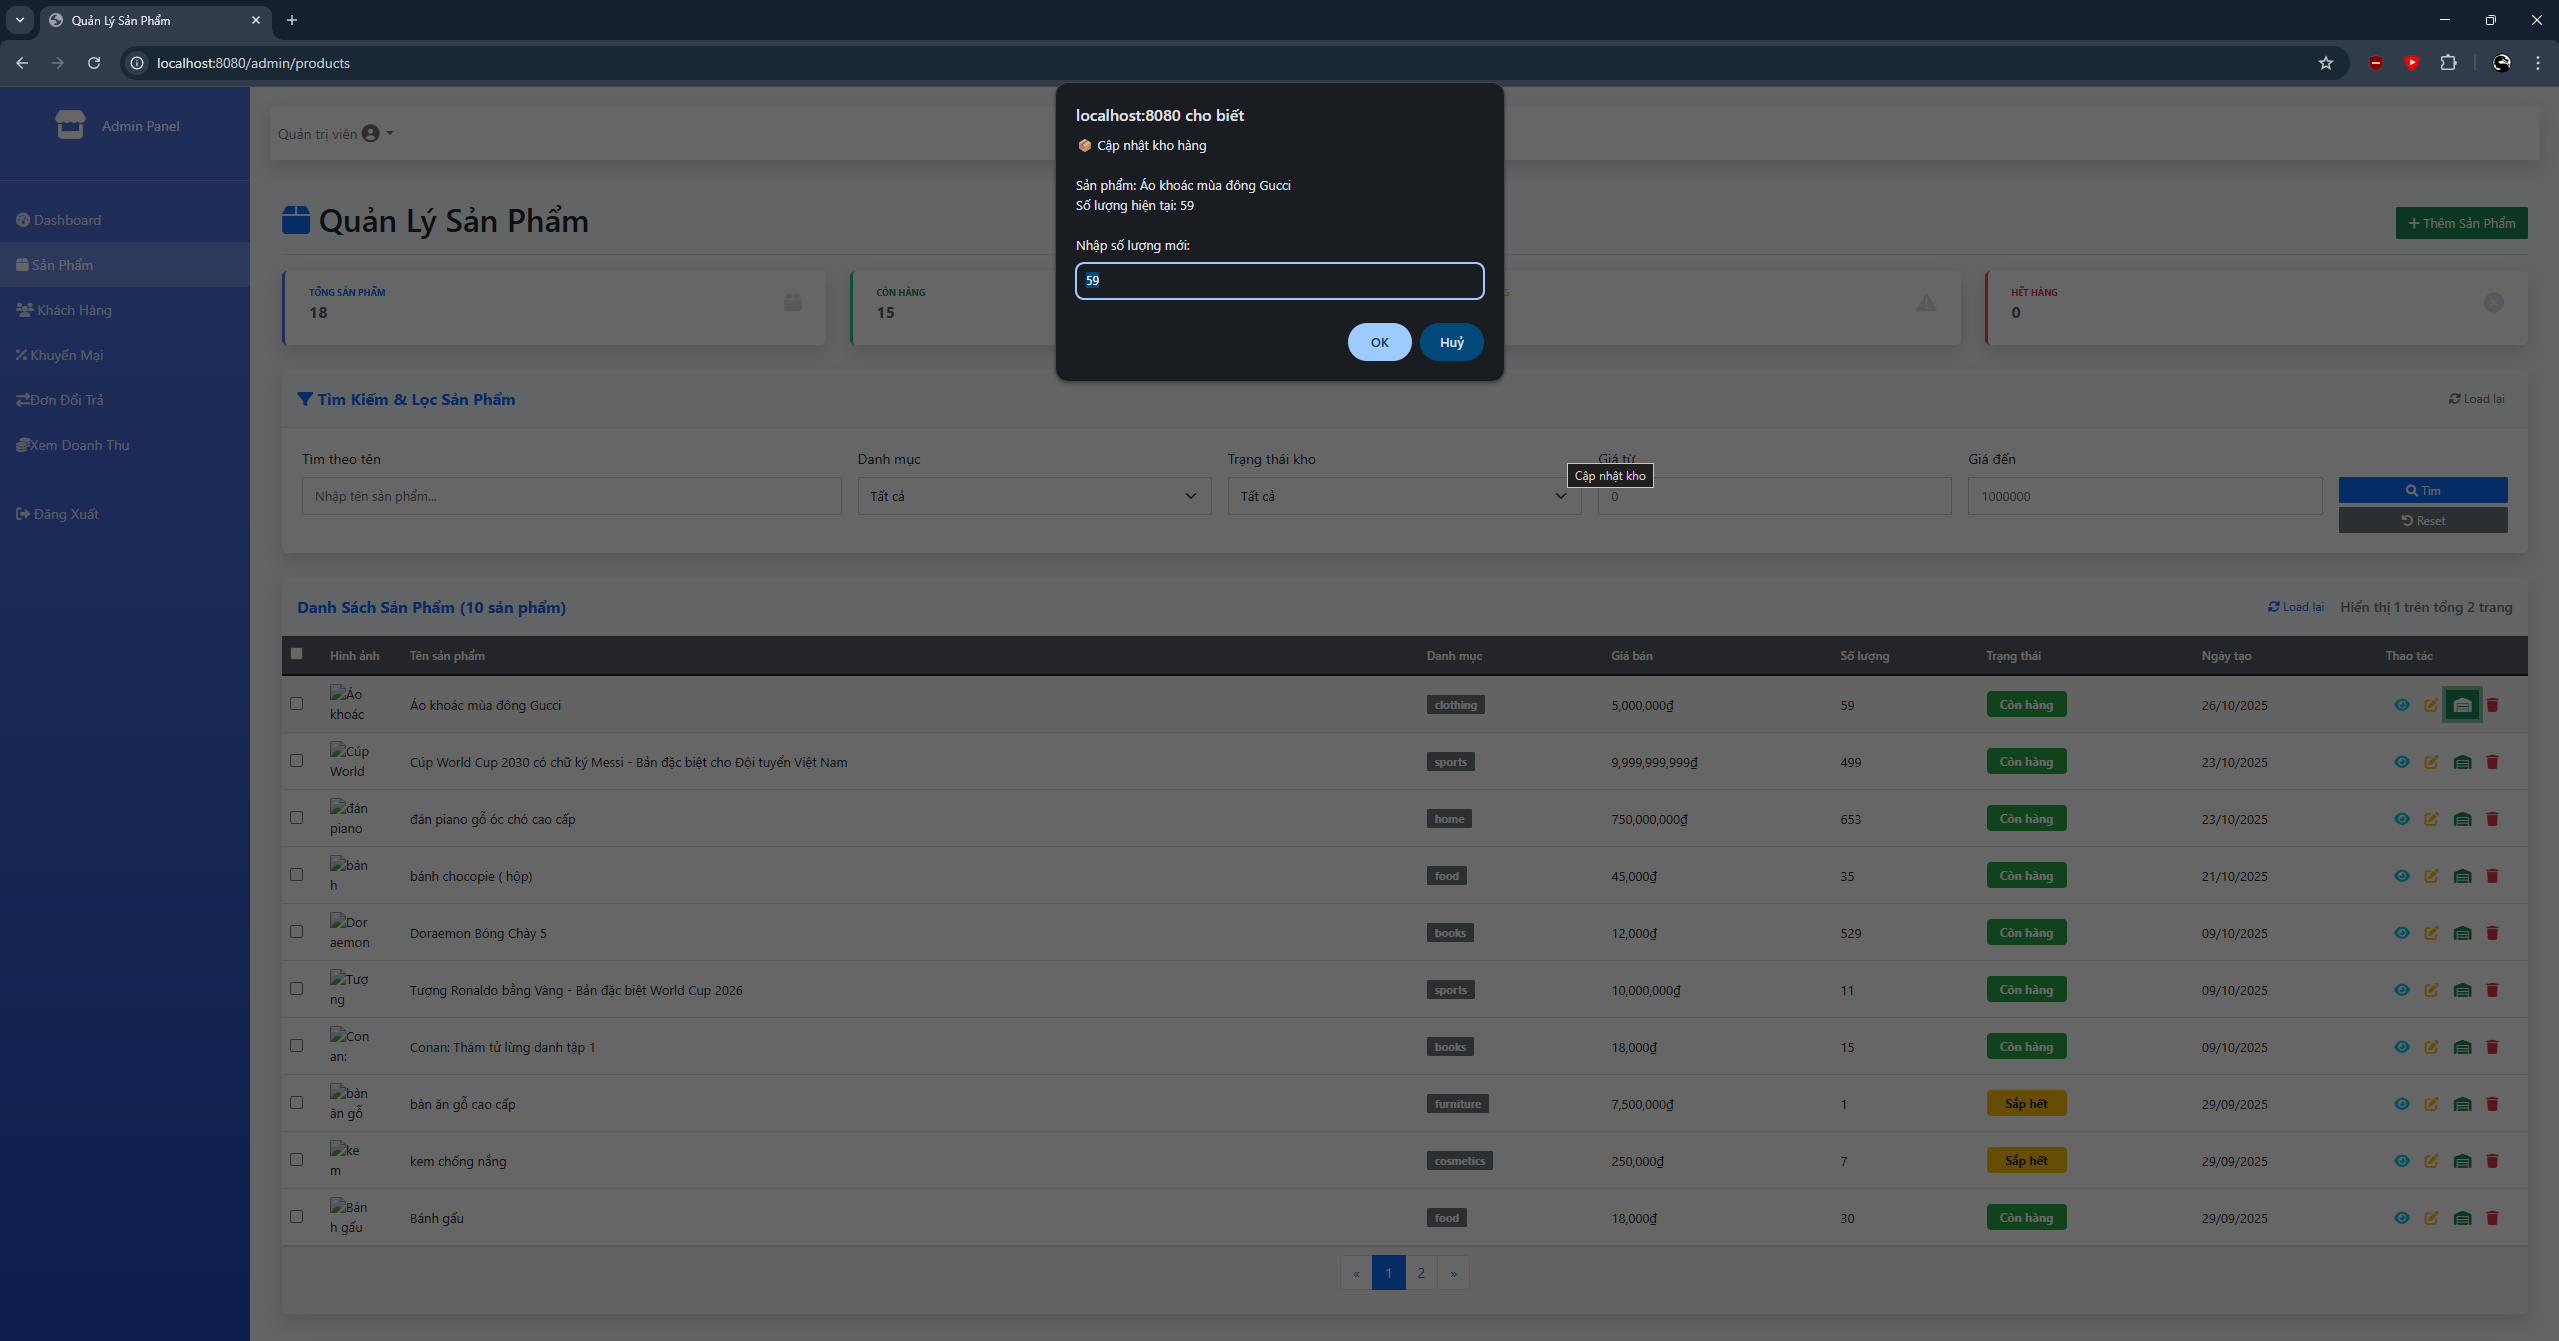 Quản Lý Sản Phẩm
localhost:8080/admin/products
Admin Panel
Dashboard
Sản Phẩm
Khách Hàng
Khuyến Mại
Đơn Đổi Trả
Xem Doanh Thu
Đăng Xuất
Quản trị viên
localhost:8080 cho biết
📦 Cập nhật kho hàng
Sản phẩm: Áo khoác mùa đông Gucci
Số lượng hiện tại: 59
Nhập số lượng mới:
59
OK Huỷ
Quản Lý Sản Phẩm
+ Thêm Sản Phẩm
TỔNG SẢN PHẨM
18
CÒN HÀNG
15
HẾT HÀNG
0
Tìm Kiếm & Lọc Sản Phẩm
Load lại
Tìm theo tên Danh mục Trạng thái kho Giá từ Giá đến
Cập nhật kho
Nhập tên sản phẩm... Tất cả Tất cả 0 1000000
Tìm
Reset
Danh Sách Sản Phẩm (10 sản phẩm)
Load lại Hiển thị 1 trên tổng 2 trang
Hình ảnh Tên sản phẩm Danh mục Giá bán Số lượng Trạng thái Ngày tạo Thao tác
Áo
khoác
Áo khoác mùa đông Gucci clothing 5,000,000₫ 59 Còn hàng 26/10/2025
Cúp
World
Cúp World Cup 2030 có chữ ký Messi - Bản đặc biệt cho Đội tuyển Việt Nam sports 9,999,999,999₫ 499 Còn hàng 23/10/2025
đán
piano
đán piano gỗ óc chó cao cấp home 750,000,000₫ 653 Còn hàng 23/10/2025
bánh
h
bánh chocopie ( hộp) food 45,000₫ 35 Còn hàng 21/10/2025
Dor
aemon
Doraemon Bóng Chày 5 books 12,000₫ 529 Còn hàng 09/10/2025
Tượ
ng
Tượng Ronaldo bằng Vàng - Bản đặc biệt World Cup 2026 sports 10,000,000₫ 11 Còn hàng 09/10/2025
Con
an:
Conan: Thám tử lừng danh tập 1 books 18,000₫ 15 Còn hàng 09/10/2025
bàn
ăn gỗ
bàn ăn gỗ cao cấp furniture 7,500,000₫ 1 Sắp hết 29/09/2025
ke
m
kem chống nắng cosmetics 250,000₫ 7 Sắp hết 29/09/2025
Bán
h gấu
Bánh gấu food 18,000₫ 30 Còn hàng 29/09/2025
« 1 2 »